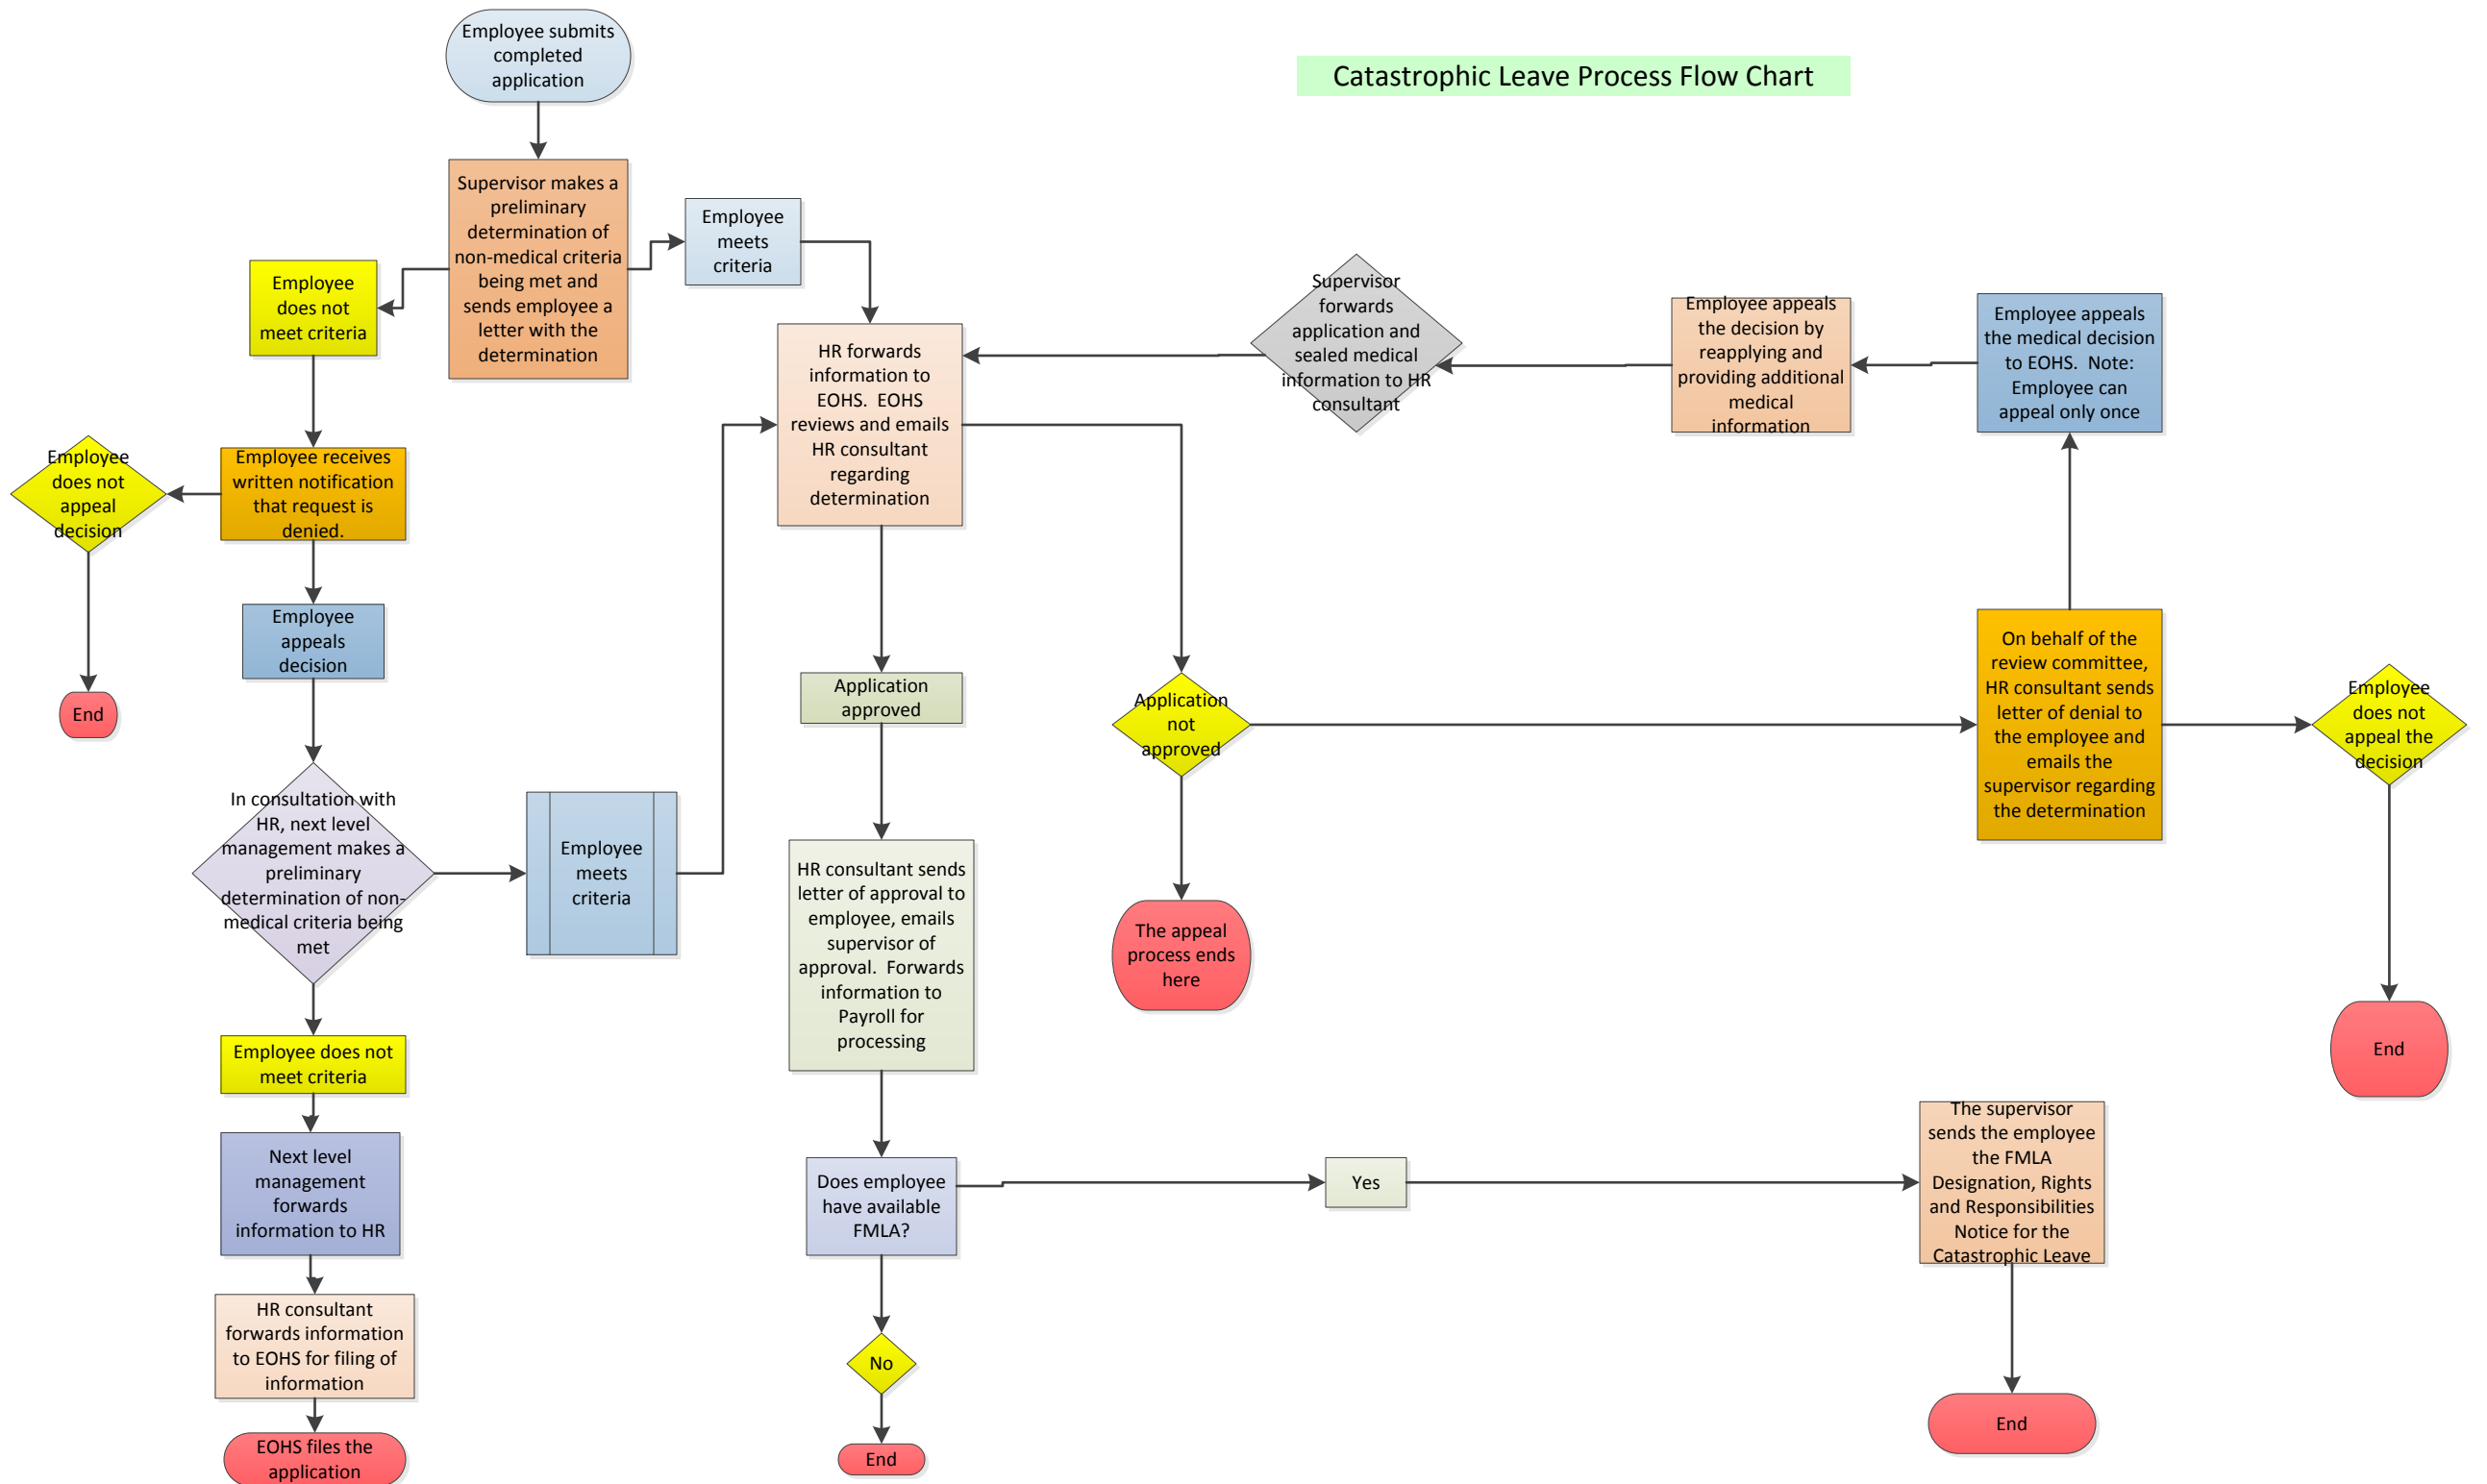 Employee submits
completed
application
Catastrophic Leave Process Flow Chart
Supervisor makes a
preliminary
determination of
non-medical criteria
being met and
sends employee a
letter with the
determination
Employee
meets
criteria
Employee
does not
meet criteria
HR forwards
information to
EOHS.  EOHS
reviews and emails
HR consultant
regarding
determination
Supervisor
forwards
application and
sealed medical
information to HR
consultant
Employee appeals
the decision by
reapplying and
providing additional
medical
information
Employee appeals
the medical decision
to EOHS.  Note:
Employee can
appeal only once
Employee
does not
appeal
decision
Employee receives
written notification
that request is
denied.
Employee
appeals
decision
End
Application
approved
Application
not
approved
On behalf of the
review committee,
HR consultant sends
letter of denial to
the employee and
emails the
supervisor regarding
the determination
Employee
does not
appeal the
decision
In consultation with
HR, next level
management makes a
preliminary
determination of non-
medical criteria being
met
Employee
meets
criteria
HR consultant sends
letter of approval to
employee, emails
supervisor of
approval.  Forwards
information to
Payroll for
processing
The appeal
process ends
here
End
Employee does not
meet criteria
Next level
management
forwards
information to HR
Does employee
have available
FMLA?
Yes
The supervisor
sends the employee
the FMLA
Designation, Rights
and Responsibilities
Notice for the
Catastrophic Leave
HR consultant
forwards information
to EOHS for filing of
information
No
End
EOHS files the
application
End